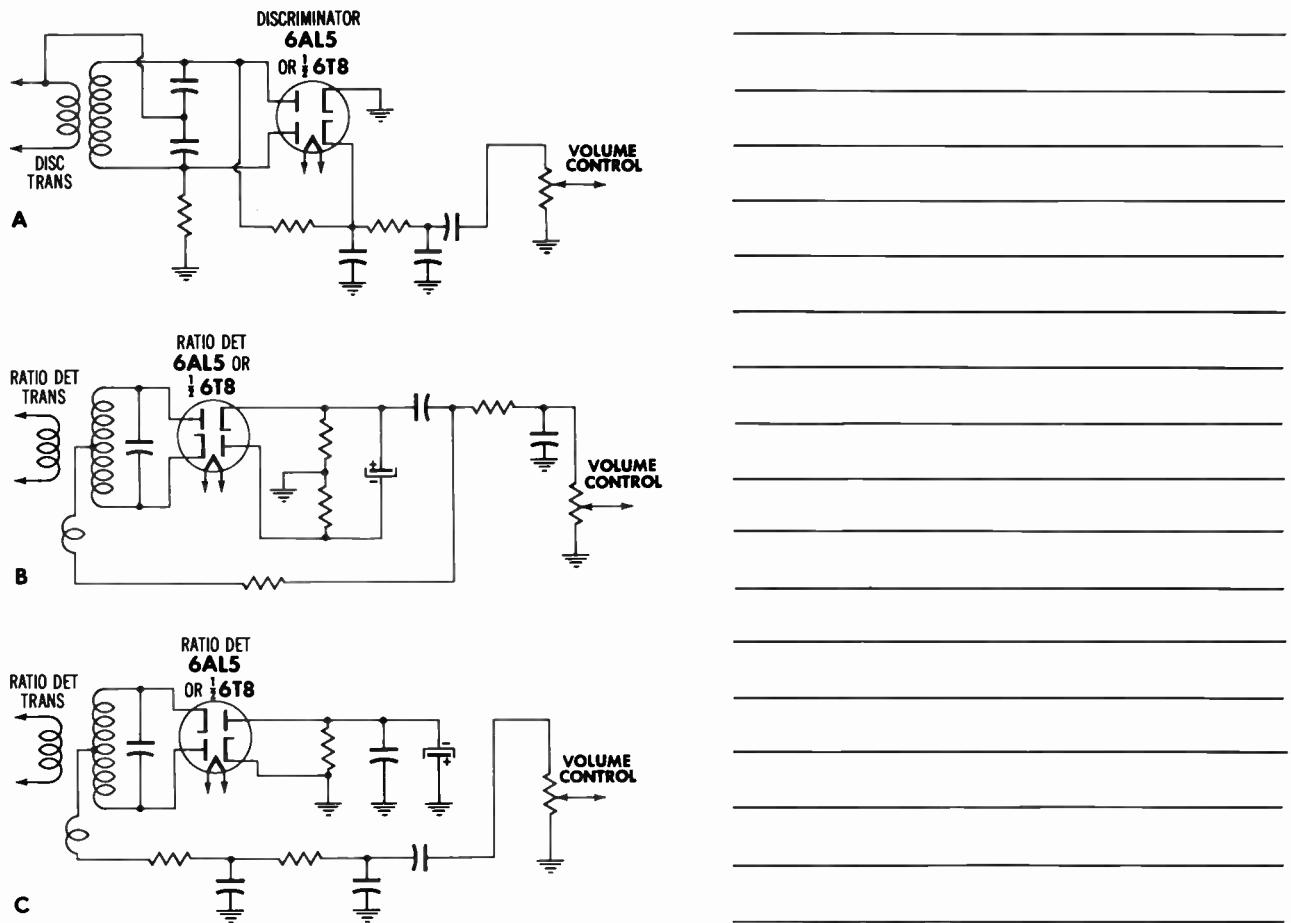 DISCRIMINATOR
6AL5
OR ½ 6T8
DISC
TRANS
VOLUME
CONTROL
A
RATIO DET
6AL5 OR
½ 6T8
RATIO DET
TRANS
+
-
VOLUME
CONTROL
B
RATIO DET
6AL5
OR ½ 6T8
RATIO DET
TRANS
-
+
VOLUME
CONTROL
C